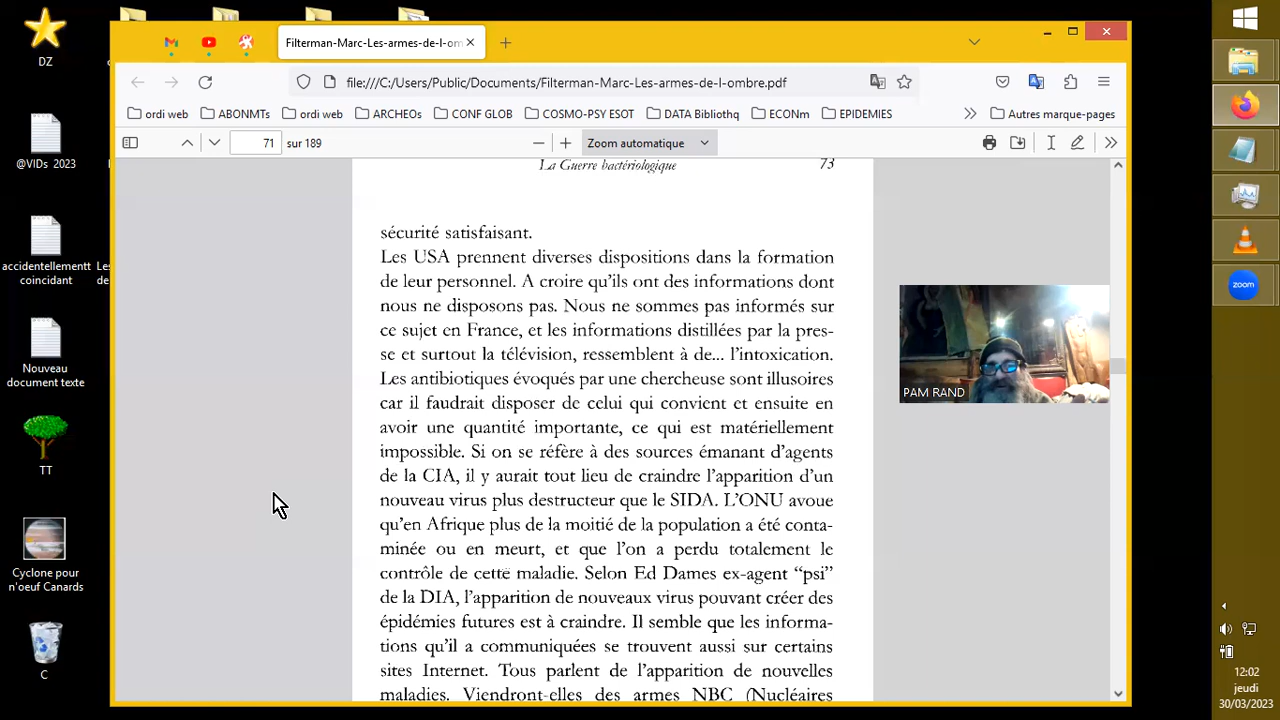 DZ
@VIDs 2023
accidentellementt
coincidant
Nouveau
document texte
TT
Cyclone pour
n'oeuf Canards
C
Filterman-Marc-Les-armes-de-l-om
file:///C:/Users/Public/Documents/Filterman-Marc-Les-armes-de-l-ombre.pdf
ordi web
ABONMTs
ordi web
ARCHEOs
CONF GLOB
COSMO-PSY ESOT
DATA Bibliothq
ECONm
EPIDEMIES
Autres marque-pages
71 sur 189
Zoom automatique
La Guerre bactériologique 73
sécurité satisfaisant.
Les USA prennent diverses dispositions dans la formation
de leur personnel. A croire qu'ils ont des informations dont
nous ne disposons pas. Nous ne sommes pas informés sur
ce sujet en France, et les informations distillées par la pres-
se et surtout la télévision, ressemblent à de... l'intoxication.
Les antibiotiques évoqués par une chercheuse sont illusoires
car il faudrait disposer de celui qui convient et ensuite en
avoir une quantité importante, ce qui est matériellement
impossible. Si on se réfère à des sources émanant d'agents
de la CIA, il y aurait tout lieu de craindre l'apparition d'un
nouveau virus plus destructeur que le SIDA. L'ONU avoue
qu'en Afrique plus de la moitié de la population a été conta-
minée ou en meurt, et que l'on a perdu totalement le
contrôle de cette maladie. Selon Ed Dames ex-agent “psi”
de la DIA, l'apparition de nouveaux virus pouvant créer des
épidémies futures est à craindre. Il semble que les informa-
tions qu'il a communiquées se trouvent aussi sur certains
sites Internet. Tous parlent de l'apparition de nouvelles
maladies. Viendront-elles des armes NBC (Nucléaires
PAM RAND
zoom
12:02
jeudi
30/03/2023